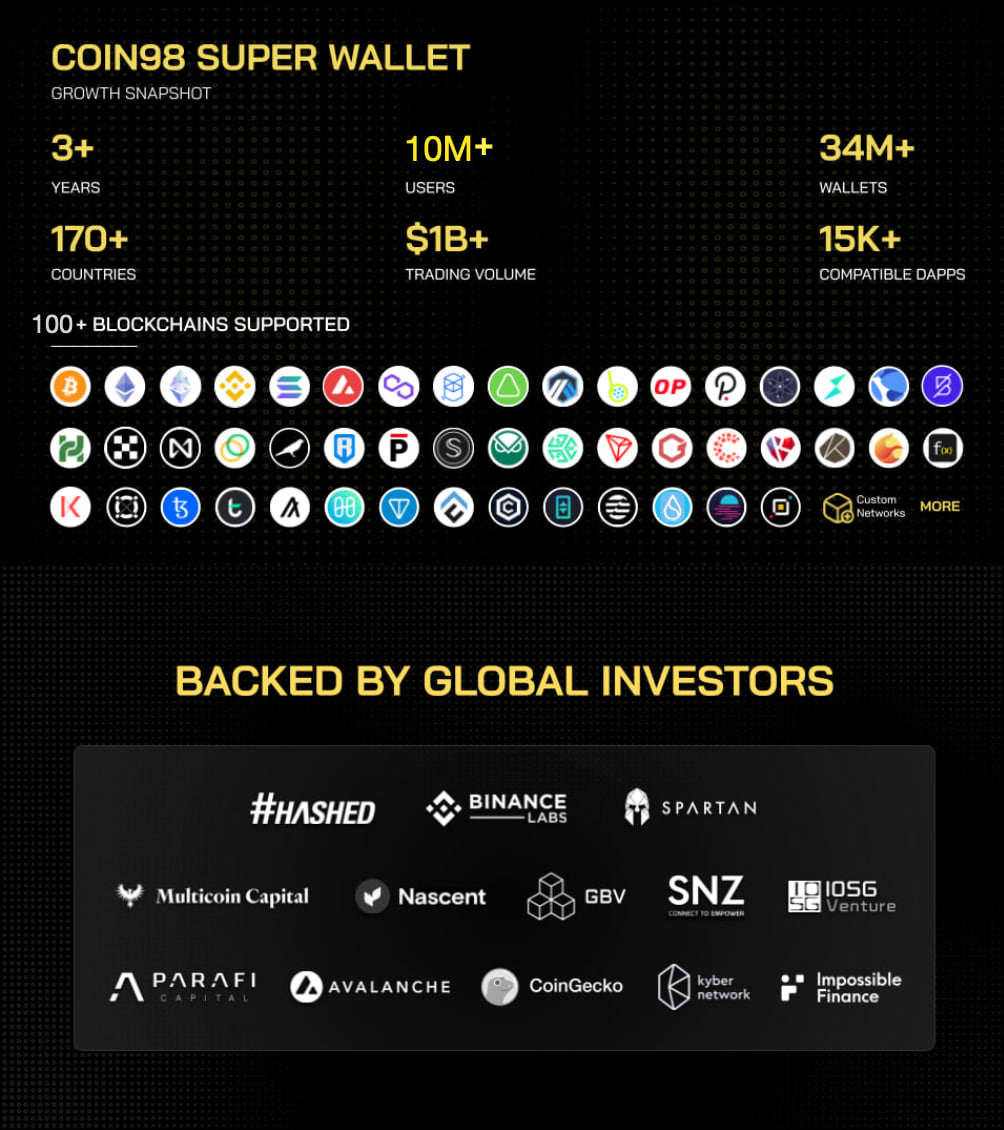 COIN98 SUPER WALLET
GROWTH SNAPSHOT
3+ 10M+ 34M+
YEARS USERS WALLETS
170+ $1B+ 15K+
COUNTRIES TRADING VOLUME COMPATIBLE DAPPS
100+ BLOCKCHAINS SUPPORTED
OP
f(x)
Custom
Networks MORE
BACKED BY GLOBAL INVESTORS
#HASHED BINANCE LABS SPARTAN
Multicoin Capital Nascent GBV SNZ CONNECT TO EMPOWER IOSG IOSG Venture
PARAFI CAPITAL AVALANCHE CoinGecko kyber network Impossible Finance